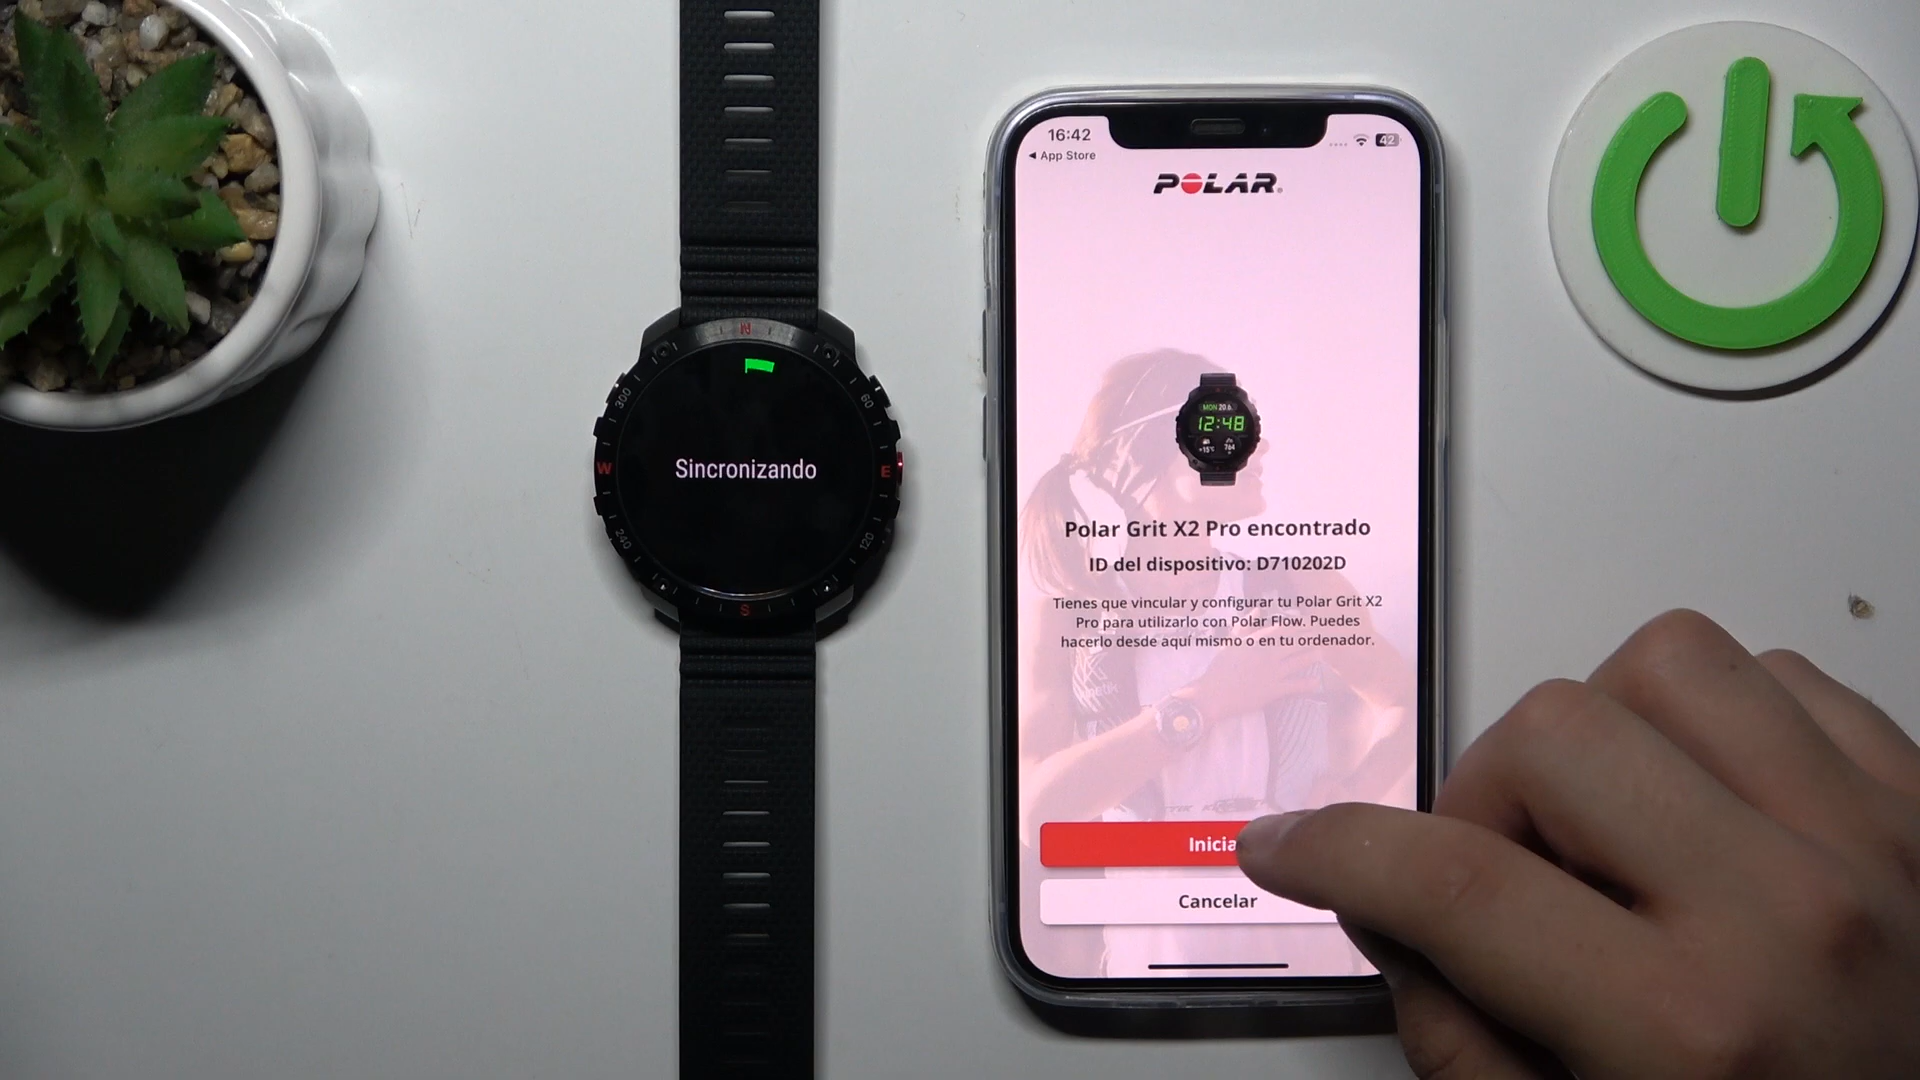 N
60
E
120
S
240
W
300
Sincronizando
16:42
42
App Store
POLAR
MON 20.6.
12:48
Polar Grit X2 Pro encontrado
ID del dispositivo: D710202D
Tienes que vincular y configurar tu Polar Grit X2
Pro para utilizarlo con Polar Flow. Puedes
hacerlo desde aquí mismo o en tu ordenador.
Inicia
Cancelar